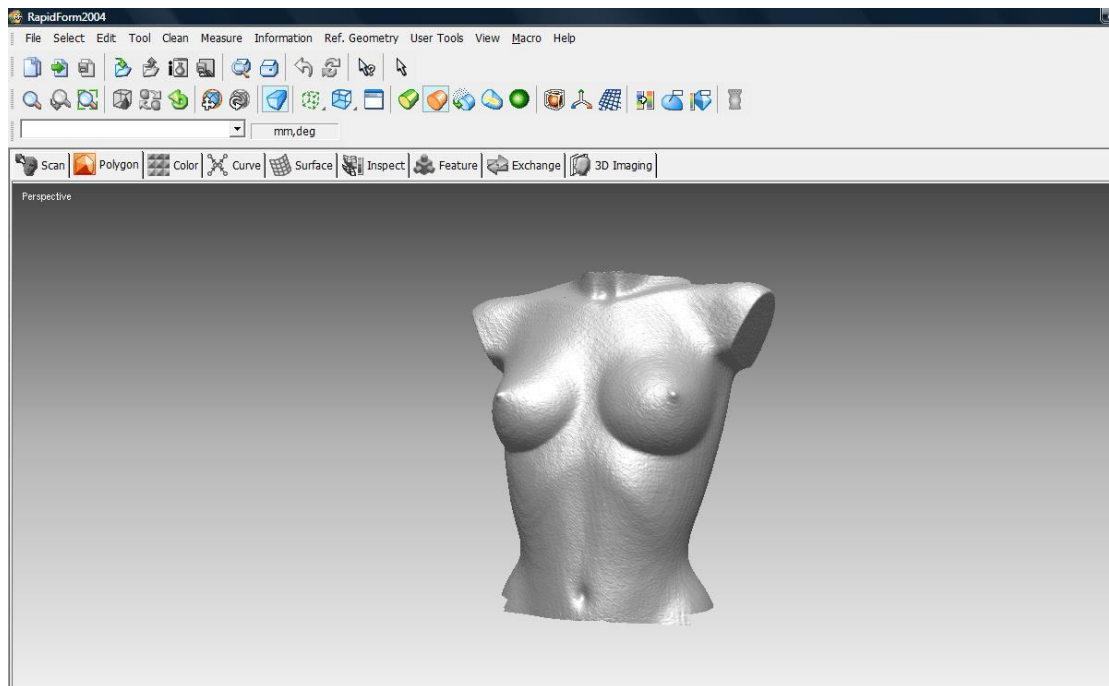 RapidForm2004
File Select Edit Tool Clean Measure Information Ref. Geometry User Tools View Macro Help
mm,deg
Scan Polygon Color Curve Surface Inspect Feature Exchange 3D Imaging
Perspective